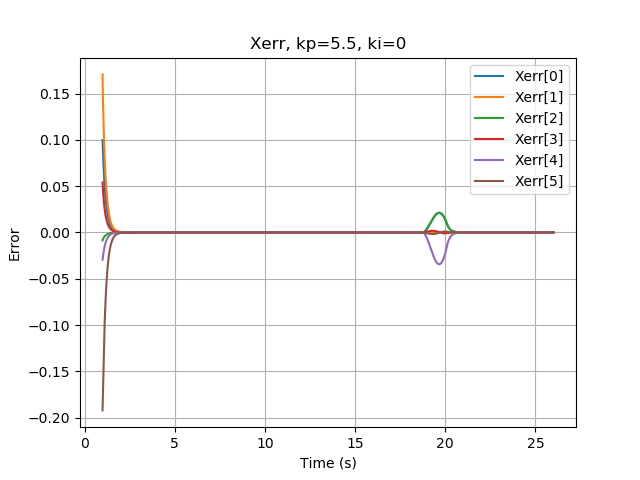 Xerr, kp=5.5, ki=0
Xerr[0]
Xerr[1]
Xerr[2]
Xerr[3]
Xerr[4]
Xerr[5]
0.15
0.10
0.05
0.00
−0.05
−0.10
−0.15
−0.20
Error
0 5 10 15 20 25
Time (s)